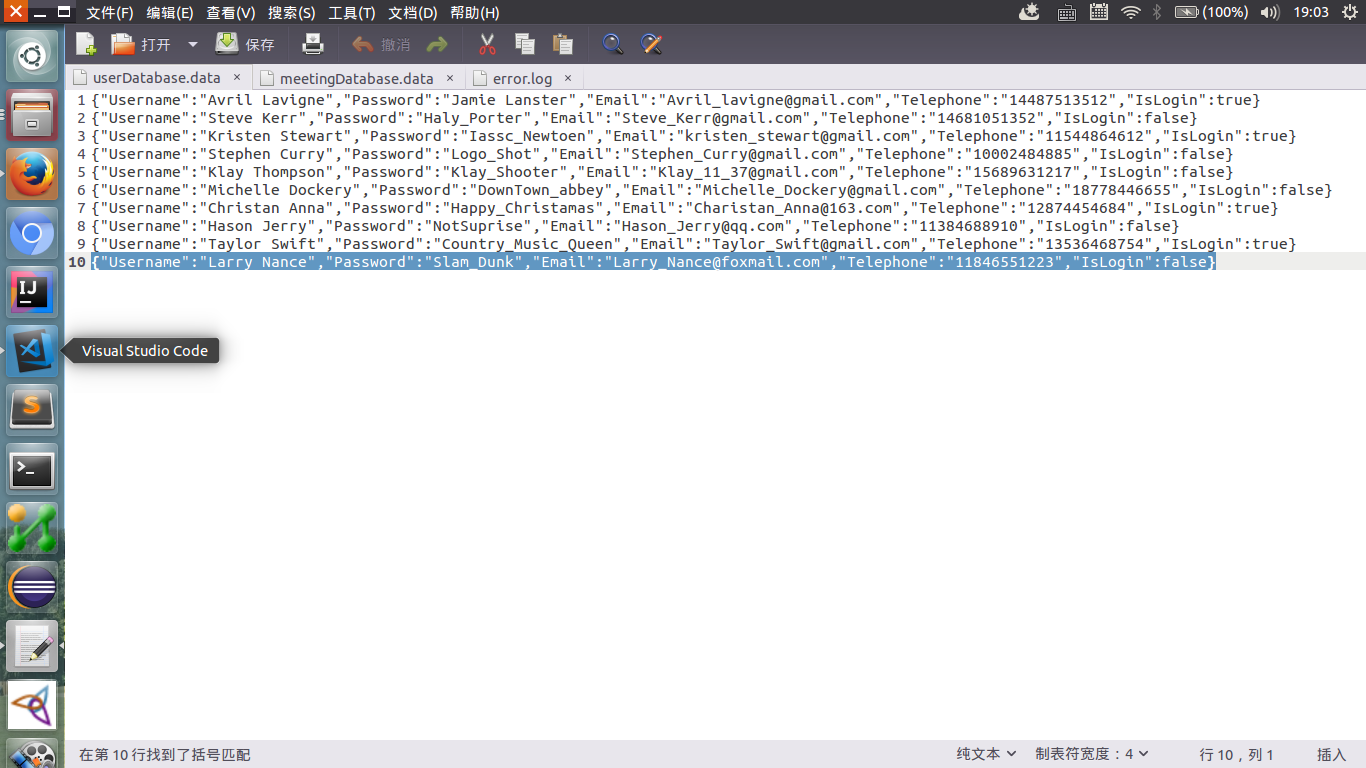 文件(F) 编辑(E) 查看(V) 搜索(S) 工具(T) 文档(D) 帮助(H) (100%) 19:03
打开 保存 撤消
userDatabase.data × meetingDatabase.data × error.log ×
1 {"Username":"Avril Lavigne","Password":"Jamie Lanster","Email":"Avril_lavigne@gmail.com","Telephone":"14487513512","IsLogin":true}
2 {"Username":"Steve Kerr","Password":"Haly_Porter","Email":"Steve_Kerr@gmail.com","Telephone":"14681051352","IsLogin":false}
3 {"Username":"Kristen Stewart","Password":"Iassc_Newtoen","Email":"kristen_stewart@gmail.com","Telephone":"11544864612","IsLogin":true}
4 {"Username":"Stephen Curry","Password":"Logo_Shot","Email":"Stephen_Curry@gmail.com","Telephone":"10002484885","IsLogin":false}
5 {"Username":"Klay Thompson","Password":"Klay_Shooter","Email":"Klay_11_37@gmail.com","Telephone":"15689631217","IsLogin":false}
6 {"Username":"Michelle Dockery","Password":"DownTown_abbey","Email":"Michelle_Dockery@gmail.com","Telephone":"18778446655","IsLogin":false}
7 {"Username":"Christan Anna","Password":"Happy_Christamas","Email":"Charistan_Anna@163.com","Telephone":"12874454684","IsLogin":true}
8 {"Username":"Hason Jerry","Password":"NotSuprise","Email":"Hason_Jerry@qq.com","Telephone":"11384688910","IsLogin":false}
9 {"Username":"Taylor Swift","Password":"Country_Music_Queen","Email":"Taylor_Swift@gmail.com","Telephone":"13536468754","IsLogin":true}
10 {"Username":"Larry Nance","Password":"Slam_Dunk","Email":"Larry_Nance@foxmail.com","Telephone":"11846551223","IsLogin":false}
IJ
Visual Studio Code
S
>_
在第 10 行找到了括号匹配 纯文本 制表符宽度：4 行 10，列 1 插入